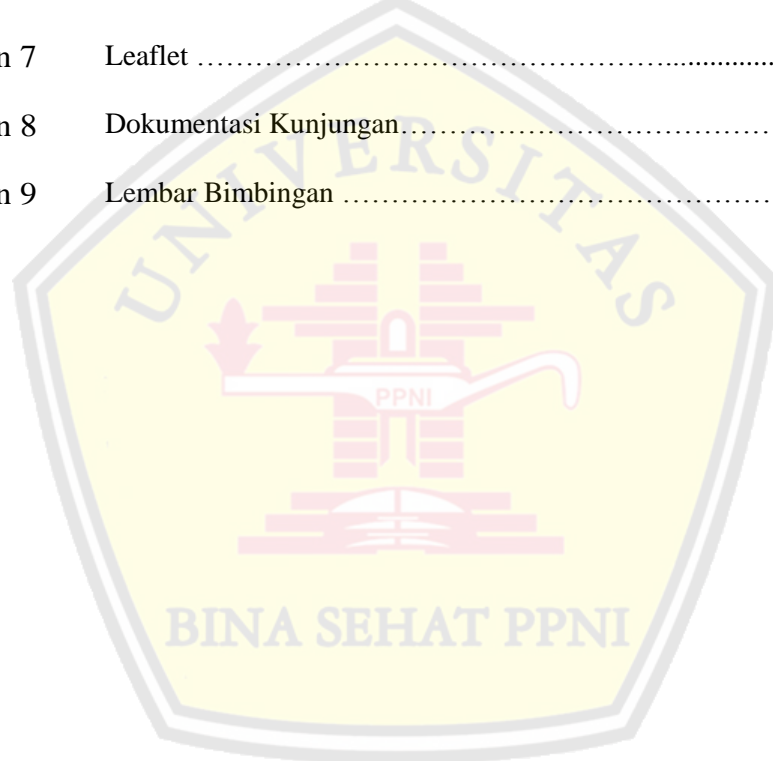 n 7 Leaflet ……………………………………………….................
n 8 Dokumentasi Kunjungan………………………………………
n 9 Lembar Bimbingan ……………………………………………
UNIVERSITAS
PPNI
BINA SEHAT PPNI